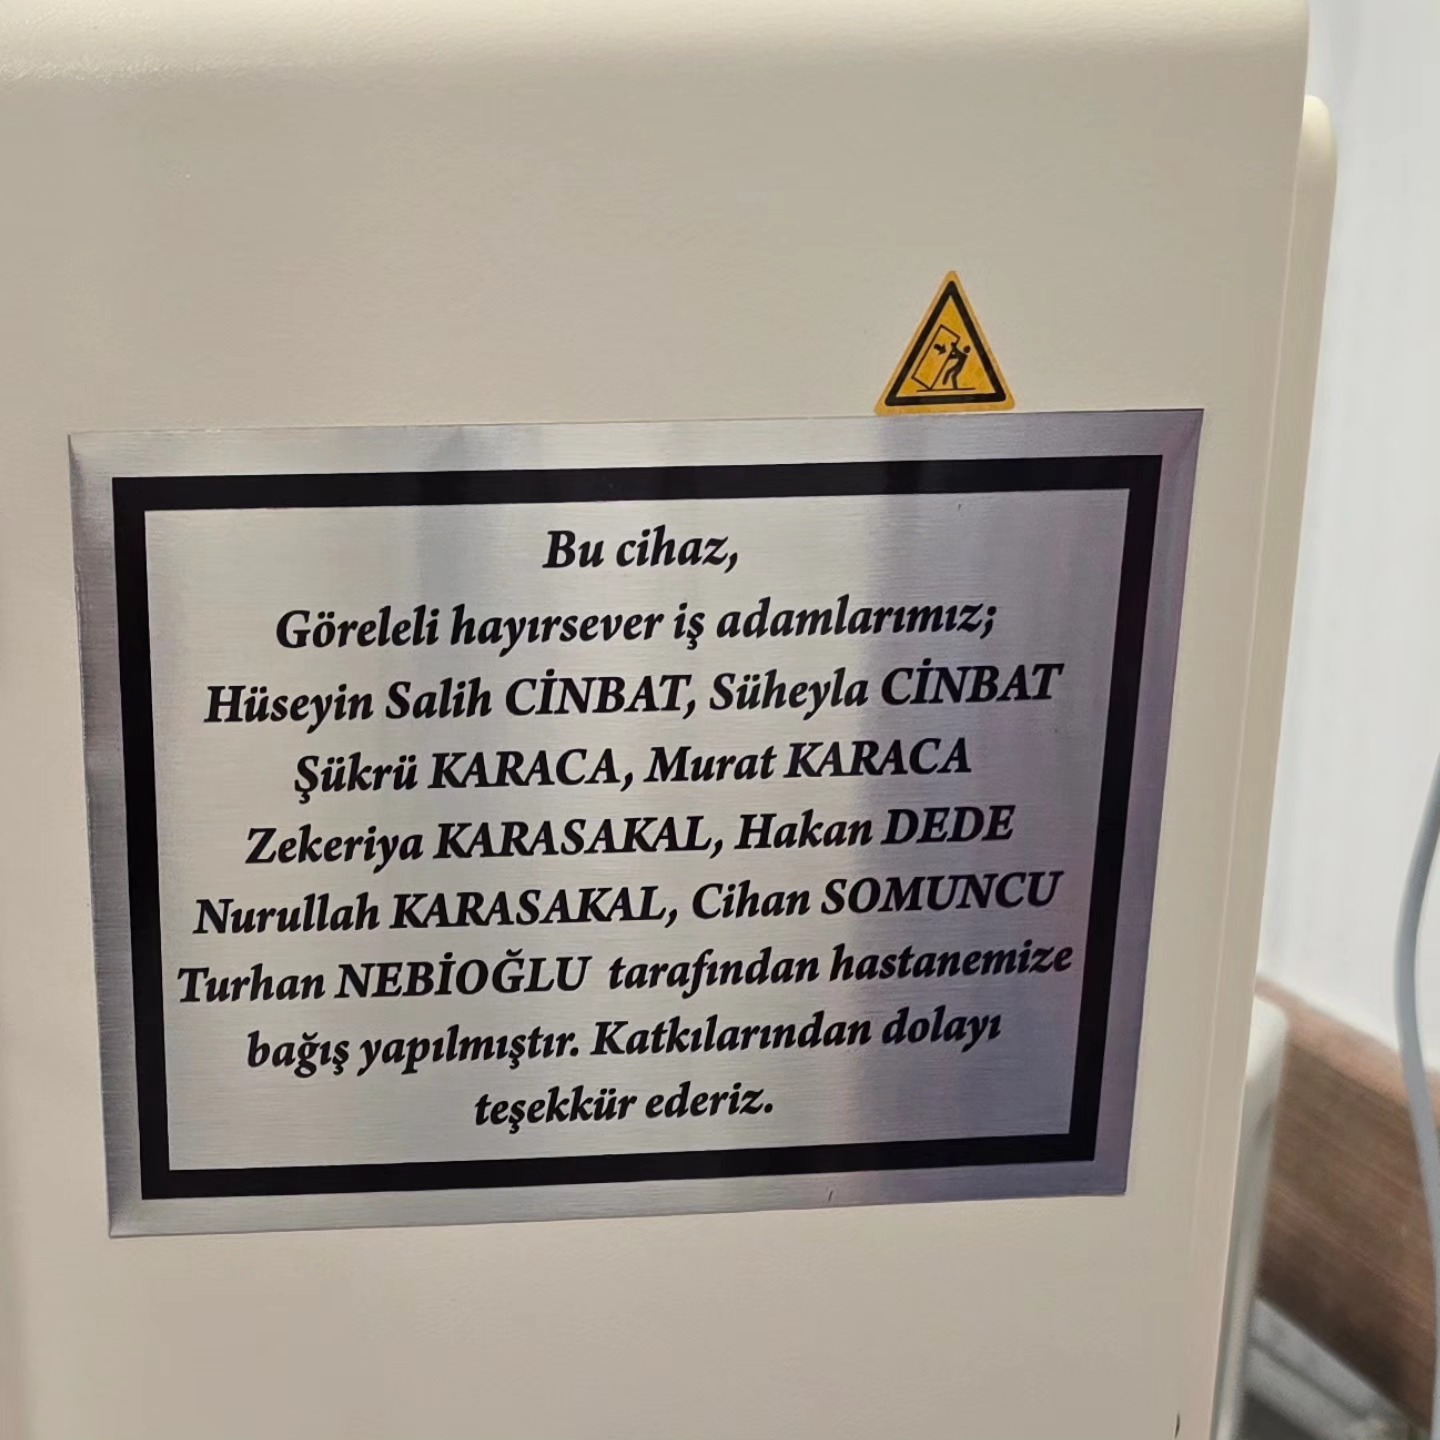 Bu cihaz,
Göreleli hayırsever iş adamlarımız;
Hüseyin Salih CİNBAT, Süheyla CİNBAT
Şükrü KARACA, Murat KARACA
Zekeriya KARASAKAL, Hakan DEDE
Nurullah KARASAKAL, Cihan SOMUNCU
Turhan NEBİOĞLU tarafından hastanemize
bağış yapılmıştır. Katkılarından dolayı
teşekkür ederiz.